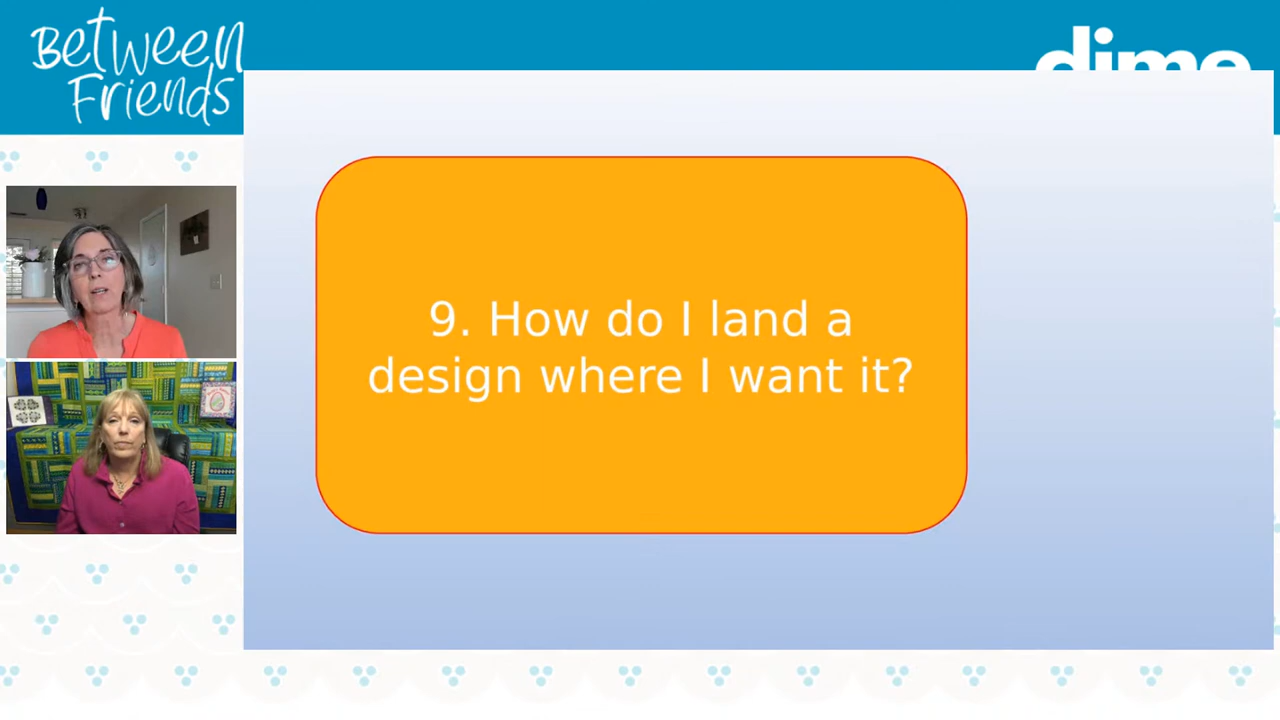 Between
Friends
dime
9. How do I land a
design where I want it?